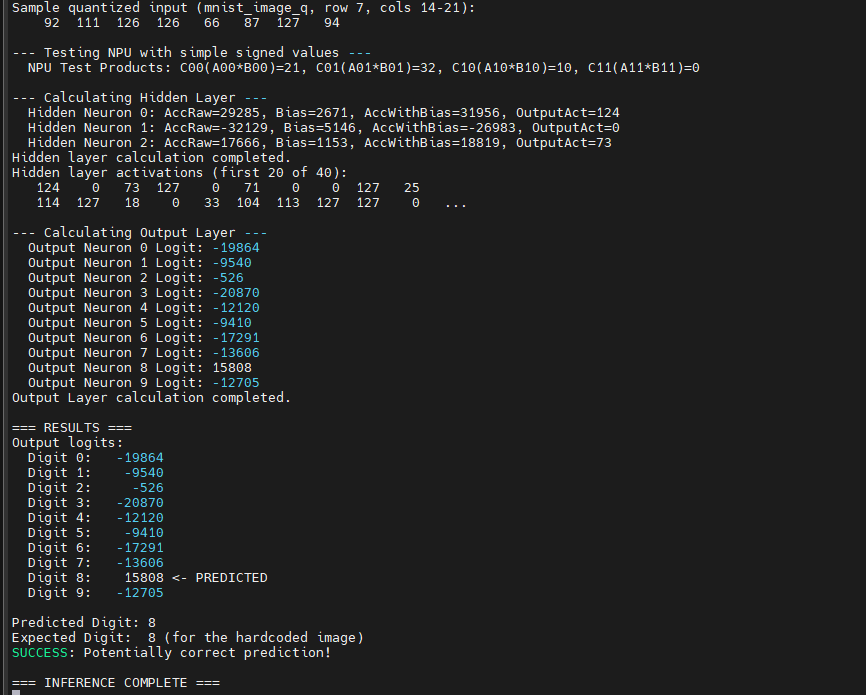 Sample quantized input (mnist_image_q, row 7, cols 14-21):
92 111 126 126 66 87 127 94
--- Testing NPU with simple signed values ---
NPU Test Products: C00(A00*B00)=21, C01(A01*B01)=32, C10(A10*B10)=10, C11(A11*B11)=0
--- Calculating Hidden Layer ---
Hidden Neuron 0: AccRaw=29285, Bias=2671, AccWithBias=31956, OutputAct=124
Hidden Neuron 1: AccRaw=-32129, Bias=5146, AccWithBias=-26983, OutputAct=0
Hidden Neuron 2: AccRaw=17666, Bias=1153, AccWithBias=18819, OutputAct=73
Hidden layer calculation completed.
Hidden layer activations (first 20 of 40):
124 0 73 127 0 71 0 0 127 25
114 127 18 0 33 104 113 127 127 0 ...
--- Calculating Output Layer ---
Output Neuron 0 Logit: -19864
Output Neuron 1 Logit: -9540
Output Neuron 2 Logit: -526
Output Neuron 3 Logit: -20870
Output Neuron 4 Logit: -12120
Output Neuron 5 Logit: -9410
Output Neuron 6 Logit: -17291
Output Neuron 7 Logit: -13606
Output Neuron 8 Logit: 15808
Output Neuron 9 Logit: -12705
Output Layer calculation completed.
=== RESULTS ===
Output logits:
Digit 0: -19864
Digit 1: -9540
Digit 2: -526
Digit 3: -20870
Digit 4: -12120
Digit 5: -9410
Digit 6: -17291
Digit 7: -13606
Digit 8: 15808 <- PREDICTED
Digit 9: -12705
Predicted Digit: 8
Expected Digit: 8 (for the hardcoded image)
SUCCESS: Potentially correct prediction!
=== INFERENCE COMPLETE ===